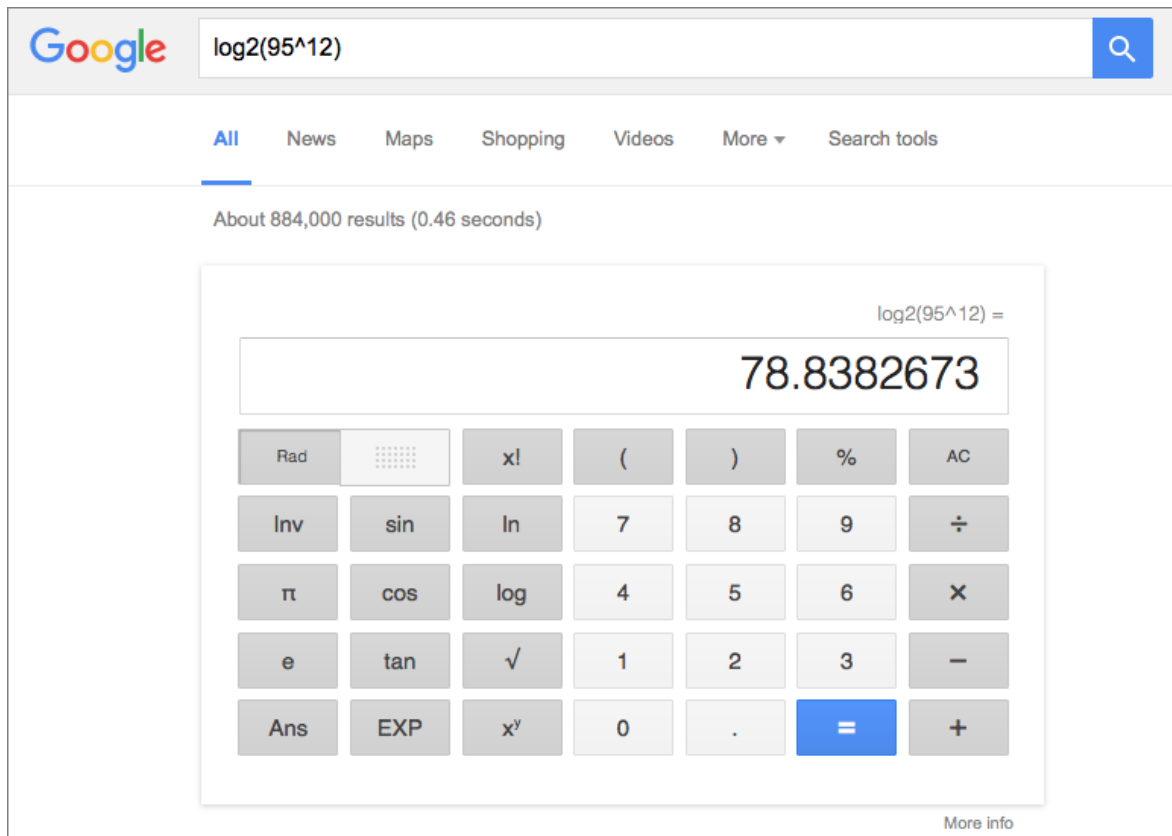 Google log2(95^12)
All News Maps Shopping Videos More Search tools
About 884,000 results (0.46 seconds)
log2(95^12) =
78.8382673
Rad x! ( ) % AC
Inv sin ln 7 8 9 ÷
π cos log 4 5 6 ×
e tan √ 1 2 3 −
Ans EXP xʸ 0 . = +
More info